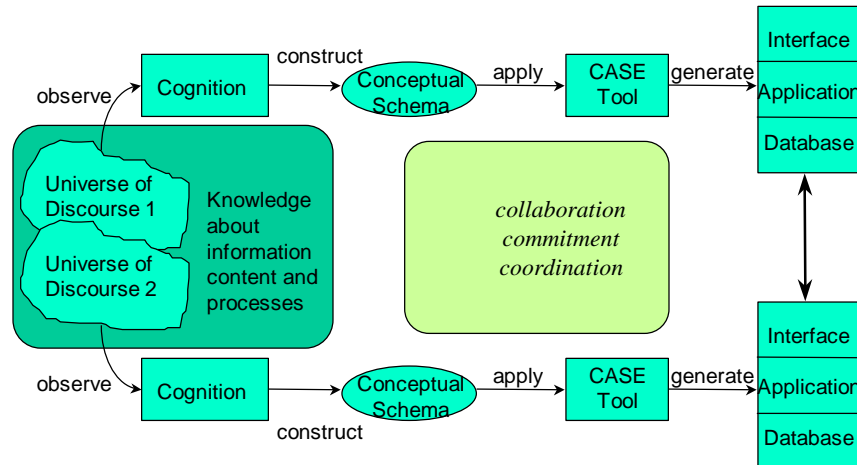 construct
apply
generate
observe
Cognition
Conceptual
Schema
CASE
Tool
Interface
Application
Database
Universe of
Discourse 1
Universe of
Discourse 2
Knowledge
about
information
content and
processes
collaboration
commitment
coordination
observe
Cognition
construct
Conceptual
Schema
apply
CASE
Tool
generate
Interface
Application
Database